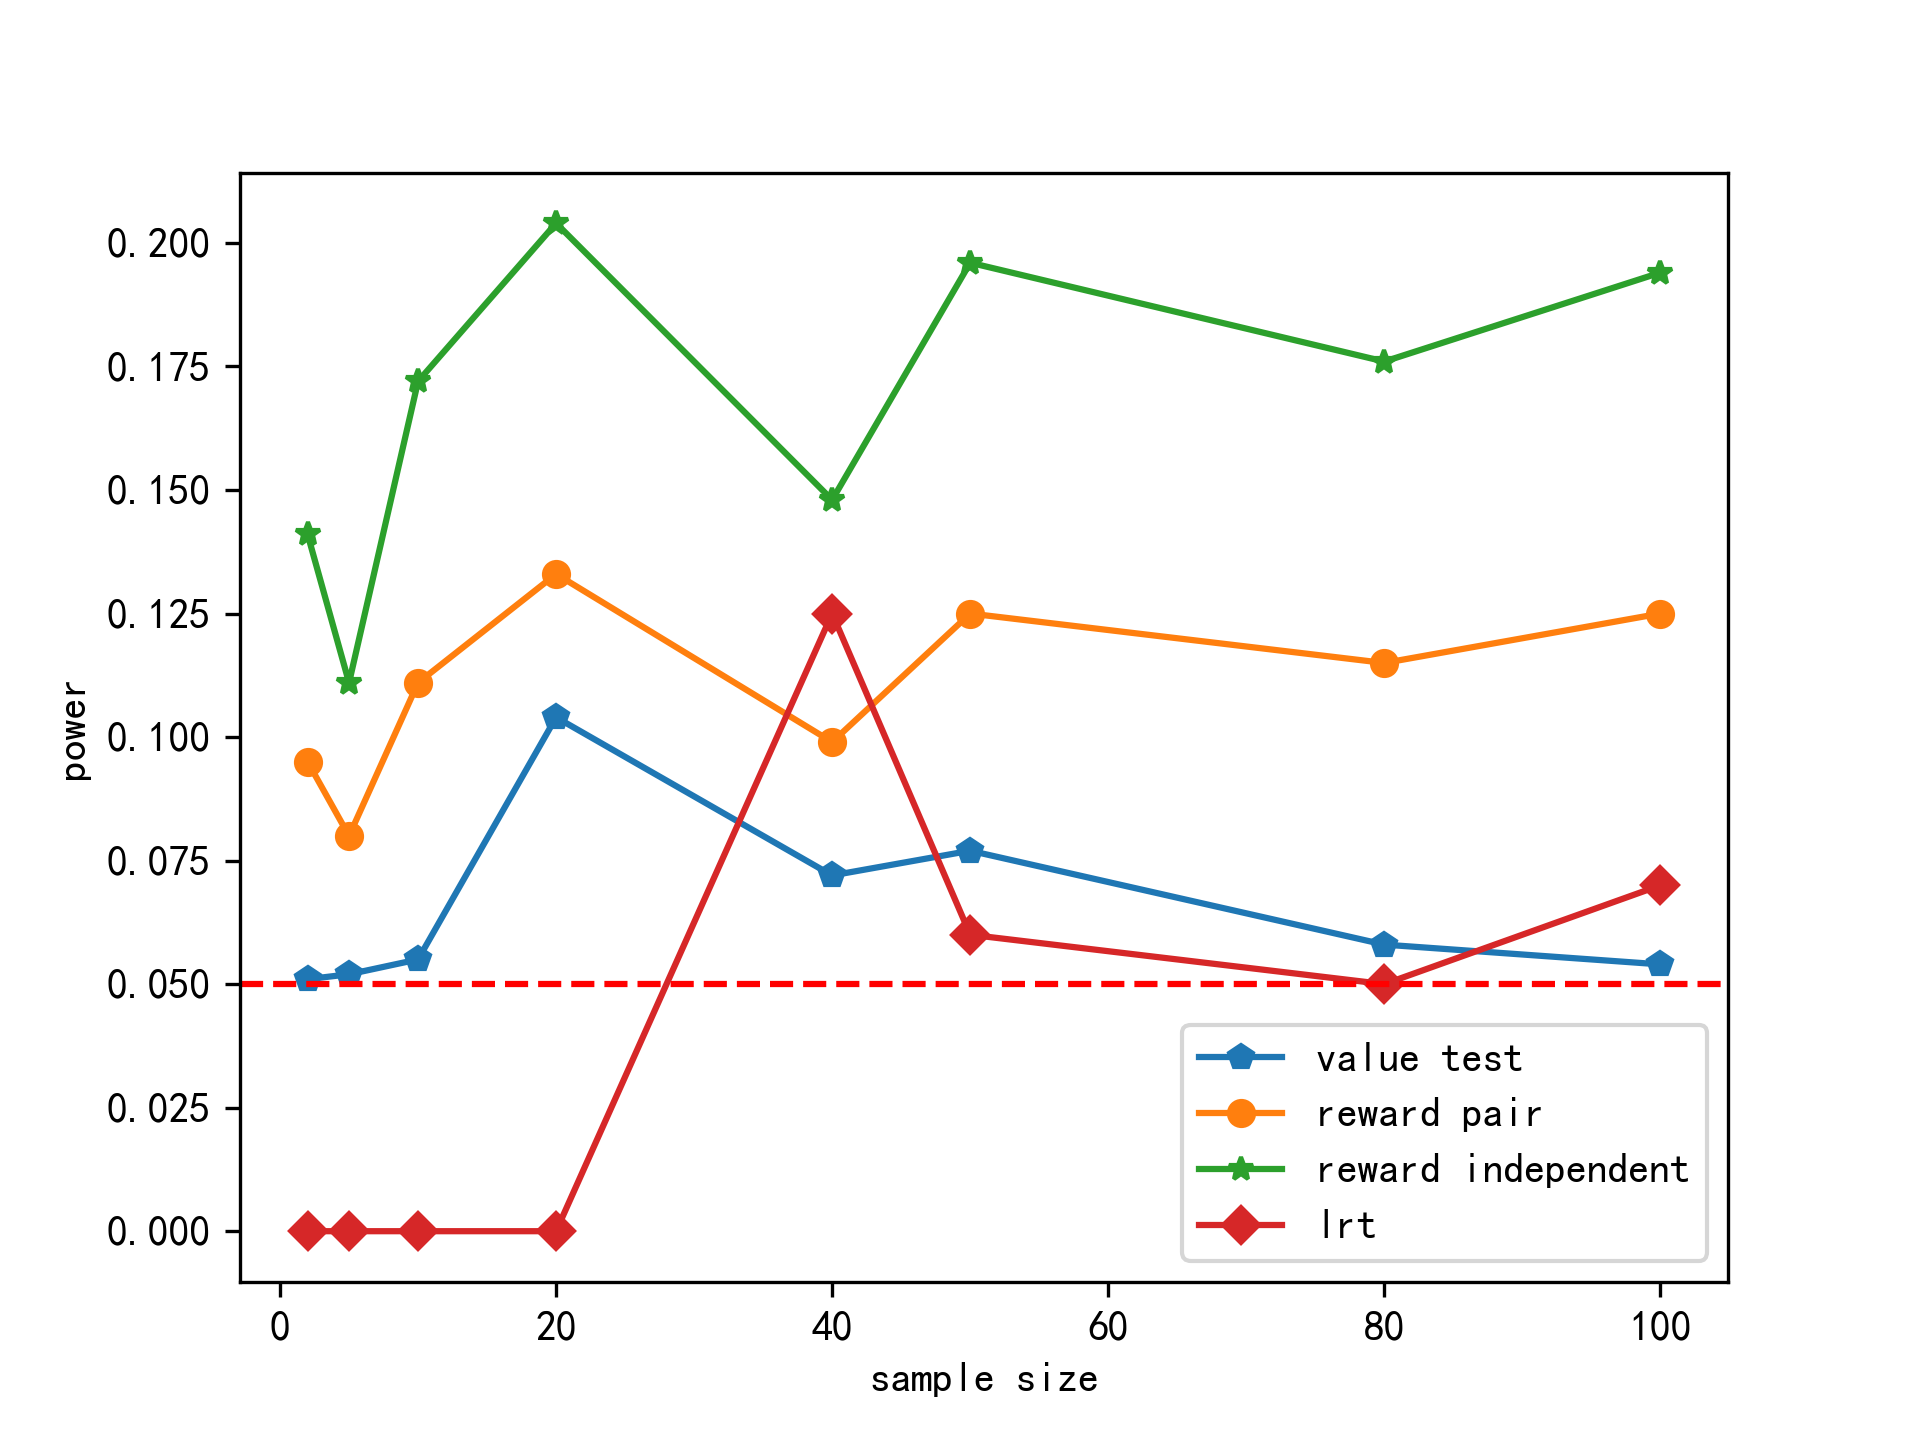 0.200
0.175
0.150
0.125
0.100
0.075
0.050
0.025
0.000
power
0 20 40 60 80 100
sample size
value test
reward pair
reward independent
lrt